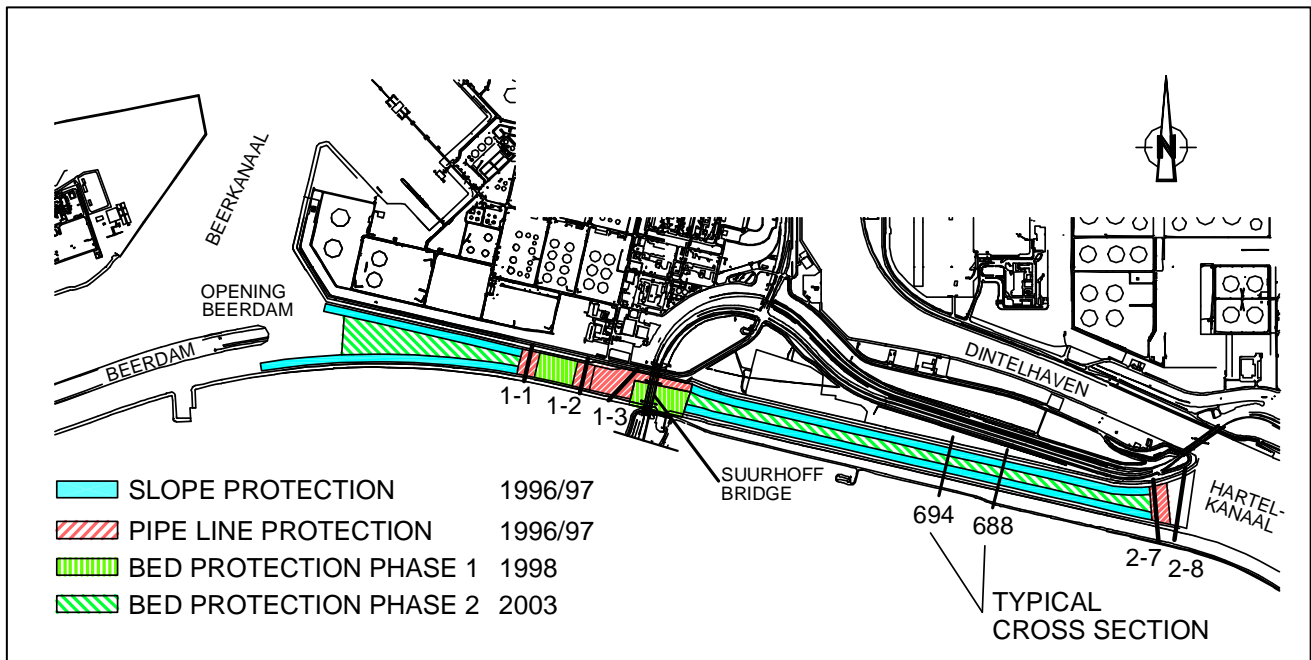 N
BEERKANAAL
OPENING
BEERDAM
BEERDAM
DINTELHAVEN
1-1
1-2
1-3
SUURHOFF
BRIDGE
694
688
HARTEL-
KANAAL
2-7
2-8
TYPICAL
CROSS SECTION
SLOPE PROTECTION 1996/97
PIPE LINE PROTECTION 1996/97
BED PROTECTION PHASE 1 1998
BED PROTECTION PHASE 2 2003